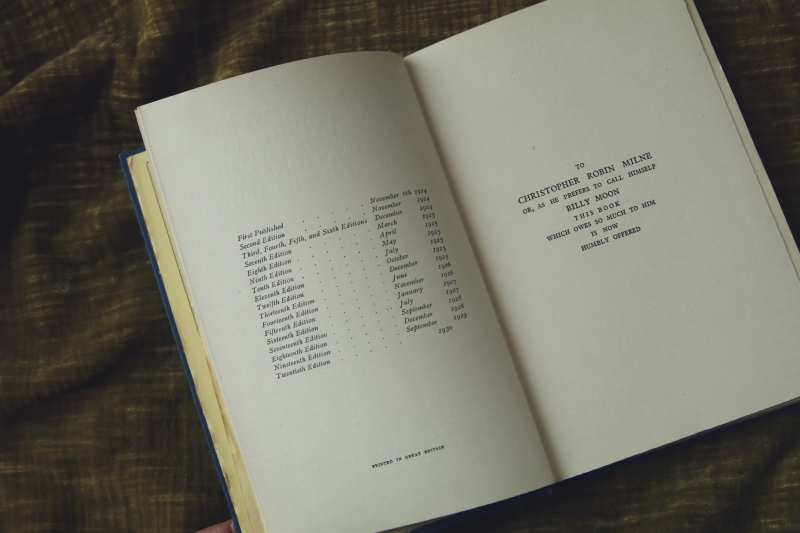 First Published . . . . November 6th 1924
Second Edition . . . . November 1924
Third, Fourth, Fifth, and Sixth Editions December 1924
Seventh Edition . . . . March 1925
Eighth Edition . . . . April 1925
Ninth Edition . . . . May 1925
Tenth Edition . . . . July 1925
Eleventh Edition . . . . October 1925
Twelfth Edition . . . . December 1925
Thirteenth Edition . . . . June 1926
Fourteenth Edition . . . . November 1926
Fifteenth Edition . . . . January 1927
Sixteenth Edition . . . . July 1927
Seventeenth Edition . . . . September 1928
Eighteenth Edition . . . . December 1928
Nineteenth Edition . . . . September 1929
Twentieth Edition . . . . 1930
PRINTED IN GREAT BRITAIN
TO
CHRISTOPHER ROBIN MILNE
OR, AS HE PREFERS TO CALL HIMSELF
BILLY MOON
THIS BOOK
WHICH OWES SO MUCH TO HIM
IS NOW
HUMBLY OFFERED